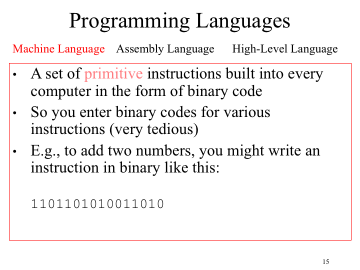 Programming Languages
Machine Language Assembly Language High-Level Language
• A set of primitive instructions built into every
computer in the form of binary code
• So you enter binary codes for various
instructions (very tedious)
• E.g., to add two numbers, you might write an
instruction in binary like this:
1101101010011010
15